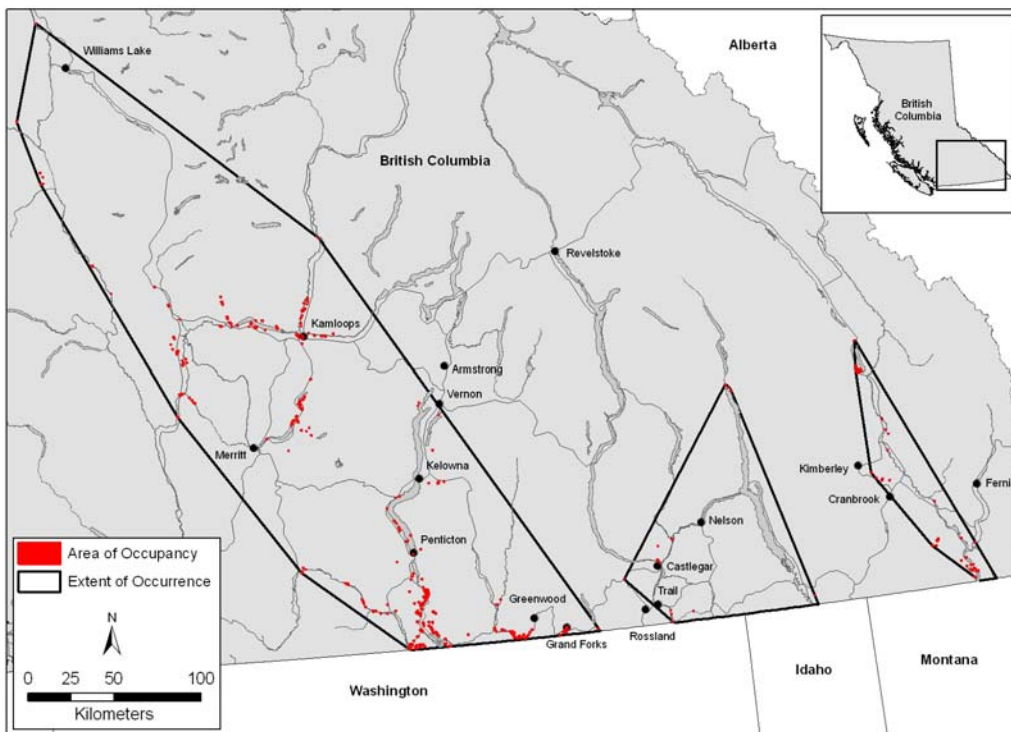 Williams Lake
Alberta
British
Columbia
British Columbia
Revelstoke
Kamloops
Armstrong
Vernon
Merritt
Kelowna
Kimberley
Ferni
Cranbrook
Nelson
Penticton
Castlegar
Greenwood
Trail
Rossland
Grand Forks
Washington
Idaho
Montana
Area of Occupancy
Extent of Occurrence
N
0 25 50 100
Kilometers